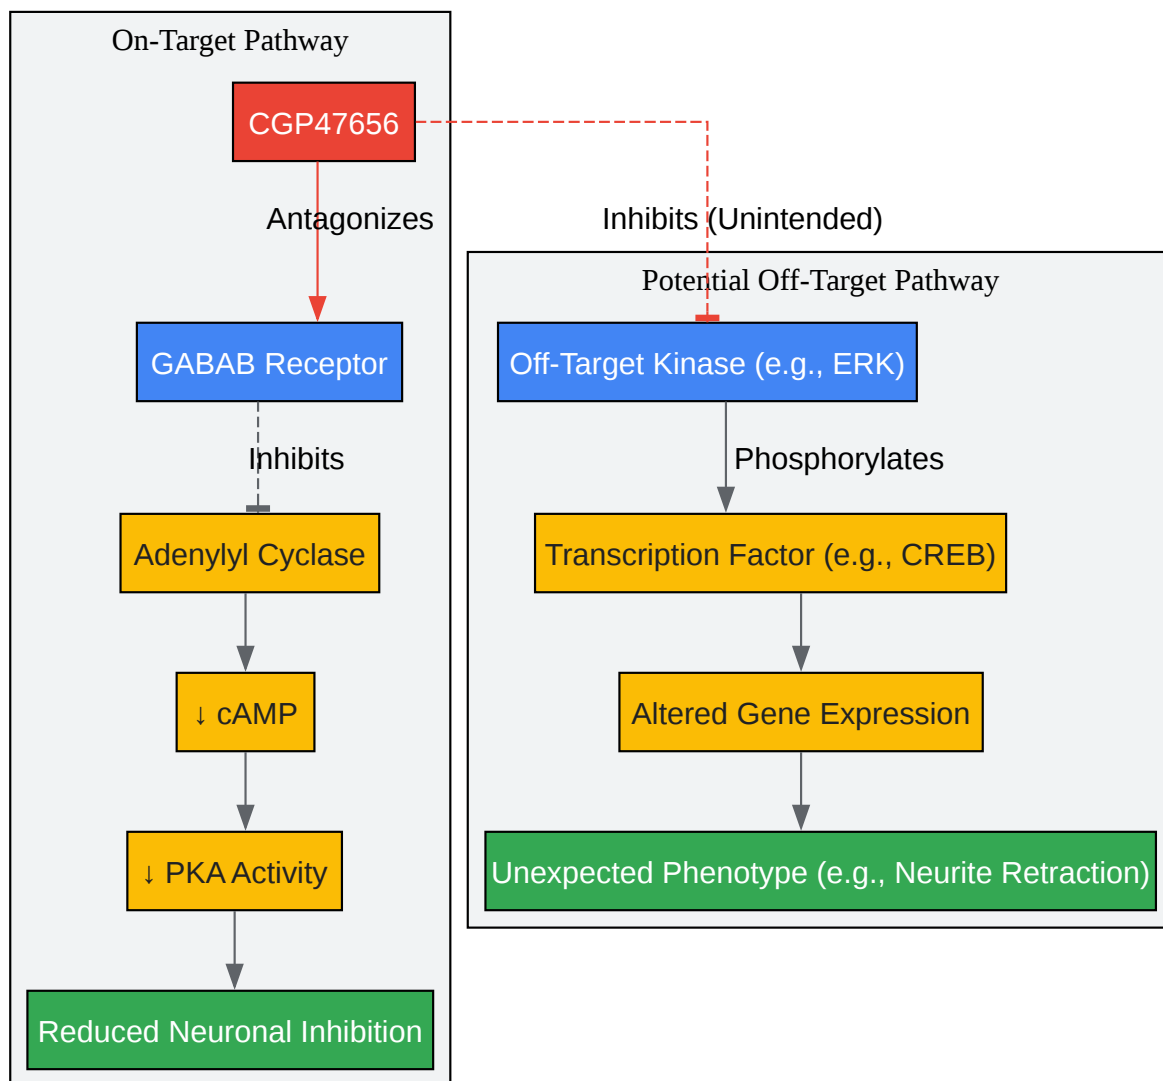 On-Target Pathway
CGP47656
Antagonizes
GABAB Receptor
Inhibits
Adenylyl Cyclase
↓ cAMP
↓ PKA Activity
Reduced Neuronal Inhibition
Inhibits (Unintended)
Potential Off-Target Pathway
Off-Target Kinase (e.g., ERK)
Phosphorylates
Transcription Factor (e.g., CREB)
Altered Gene Expression
Unexpected Phenotype (e.g., Neurite Retraction)